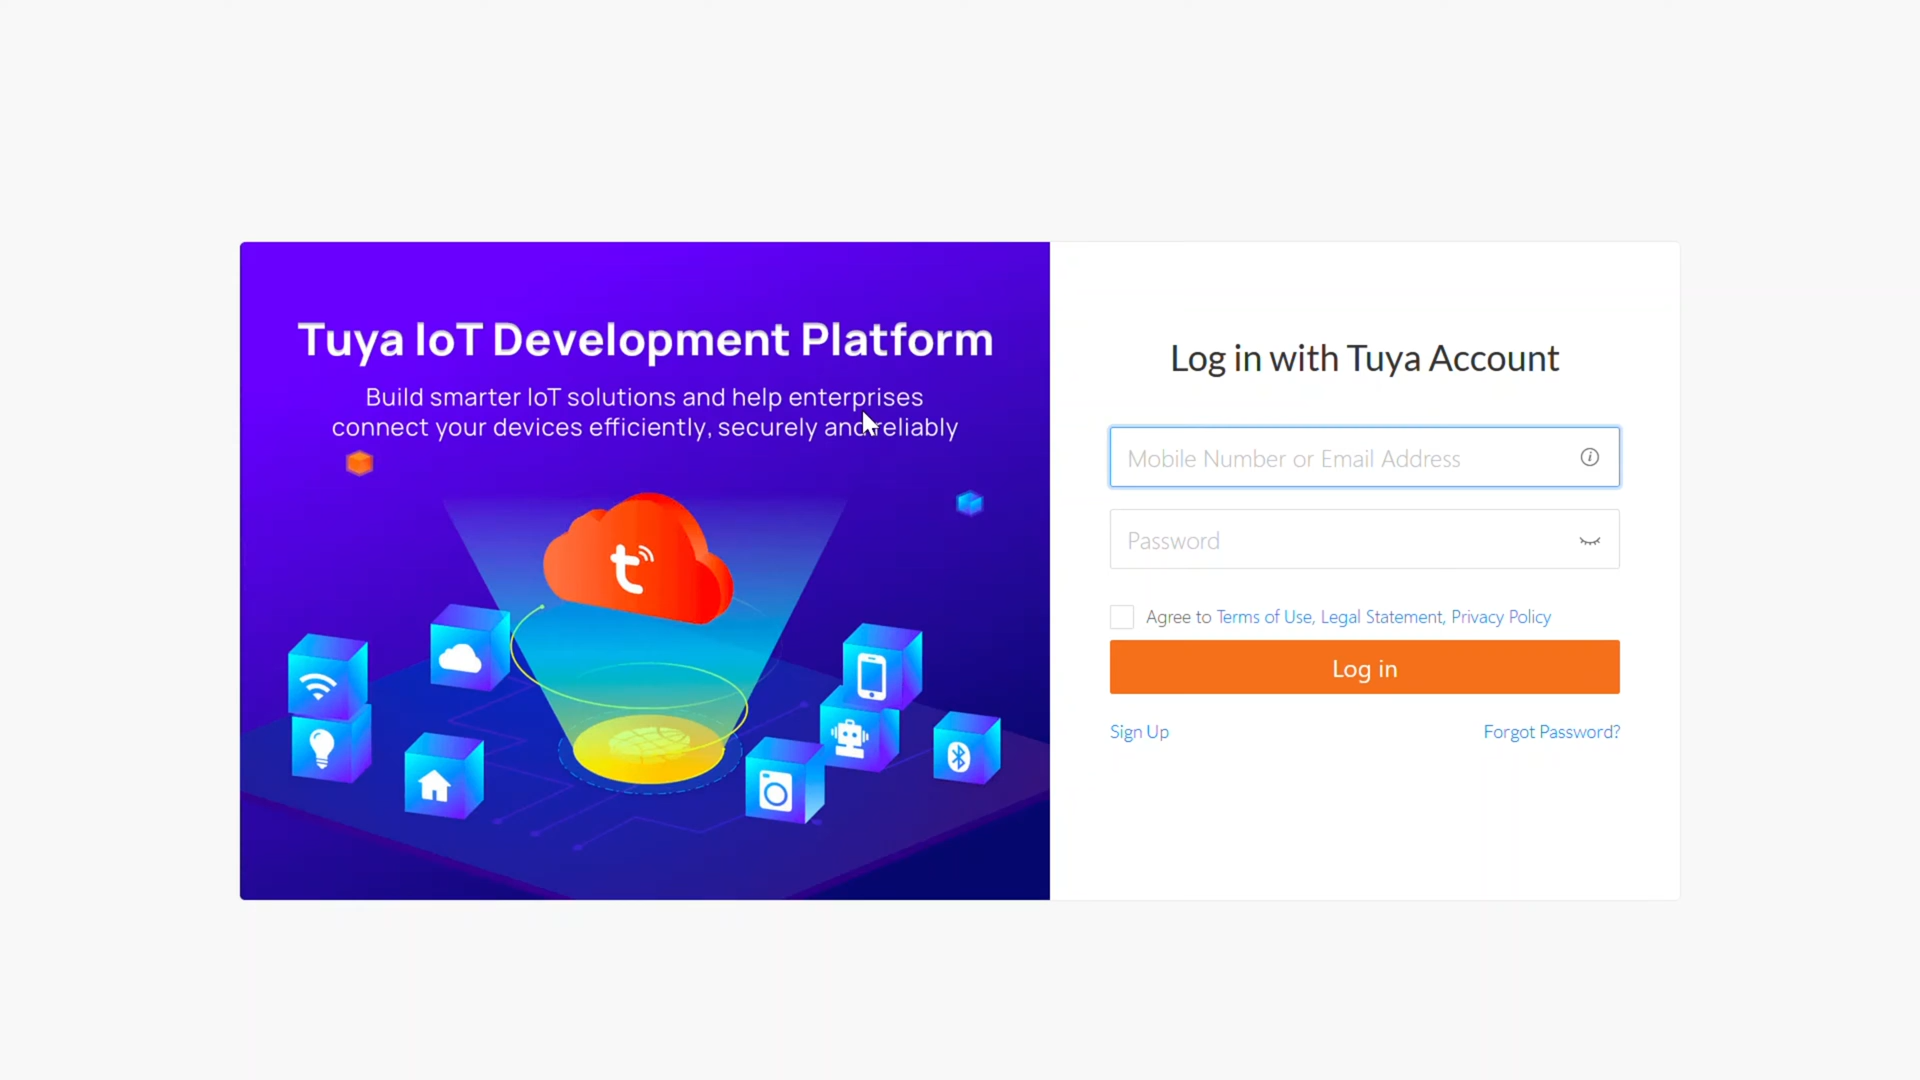 Tuya IoT Development Platform
Build smarter IoT solutions and help enterprises
connect your devices efficiently, securely and reliably
t
Log in with Tuya Account
Mobile Number or Email Address
Password
Agree to Terms of Use, Legal Statement, Privacy Policy
Log in
Sign Up
Forgot Password?